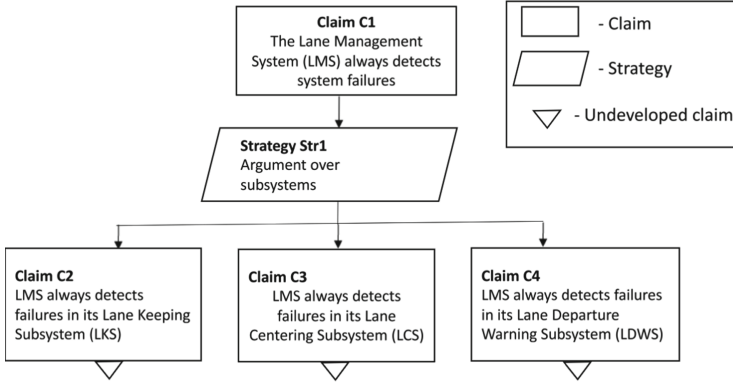 Claim C1
The Lane Management
System (LMS) always detects
system failures
- Claim
- Strategy
- Undeveloped claim
Strategy Str1
Argument over
subsystems
Claim C2
LMS always detects
failures in its Lane Keeping
Subsystem (LKS)
Claim C3
LMS always detects
failures in its Lane
Centering Subsystem (LCS)
Claim C4
LMS always detects failures
in its Lane Departure
Warning Subsystem (LDWS)